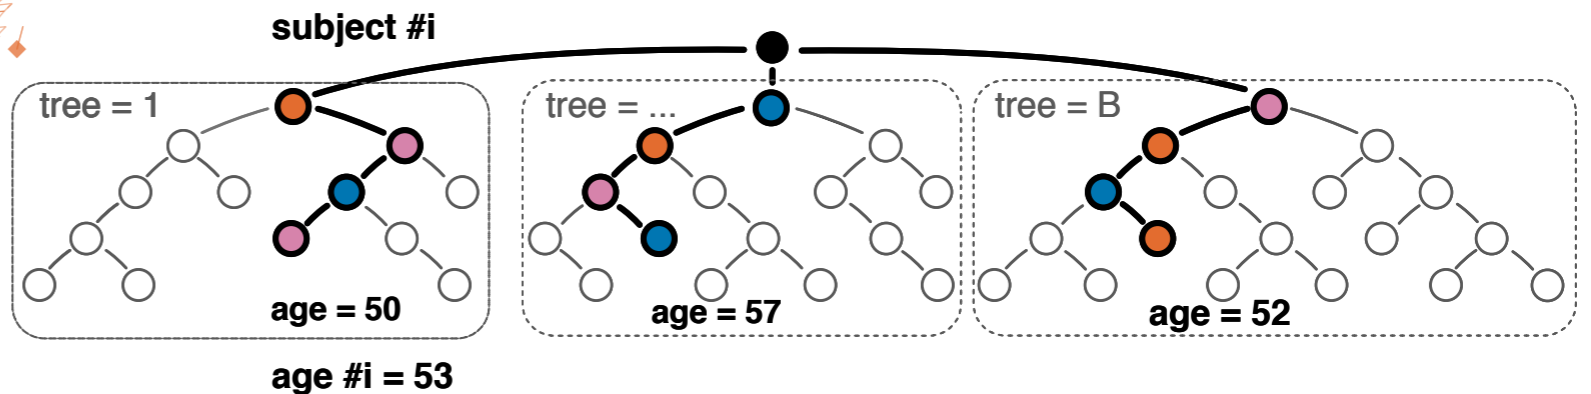 subject #i
tree = 1
tree = ...
tree = B
age = 50
age = 57
age = 52
age #i = 53